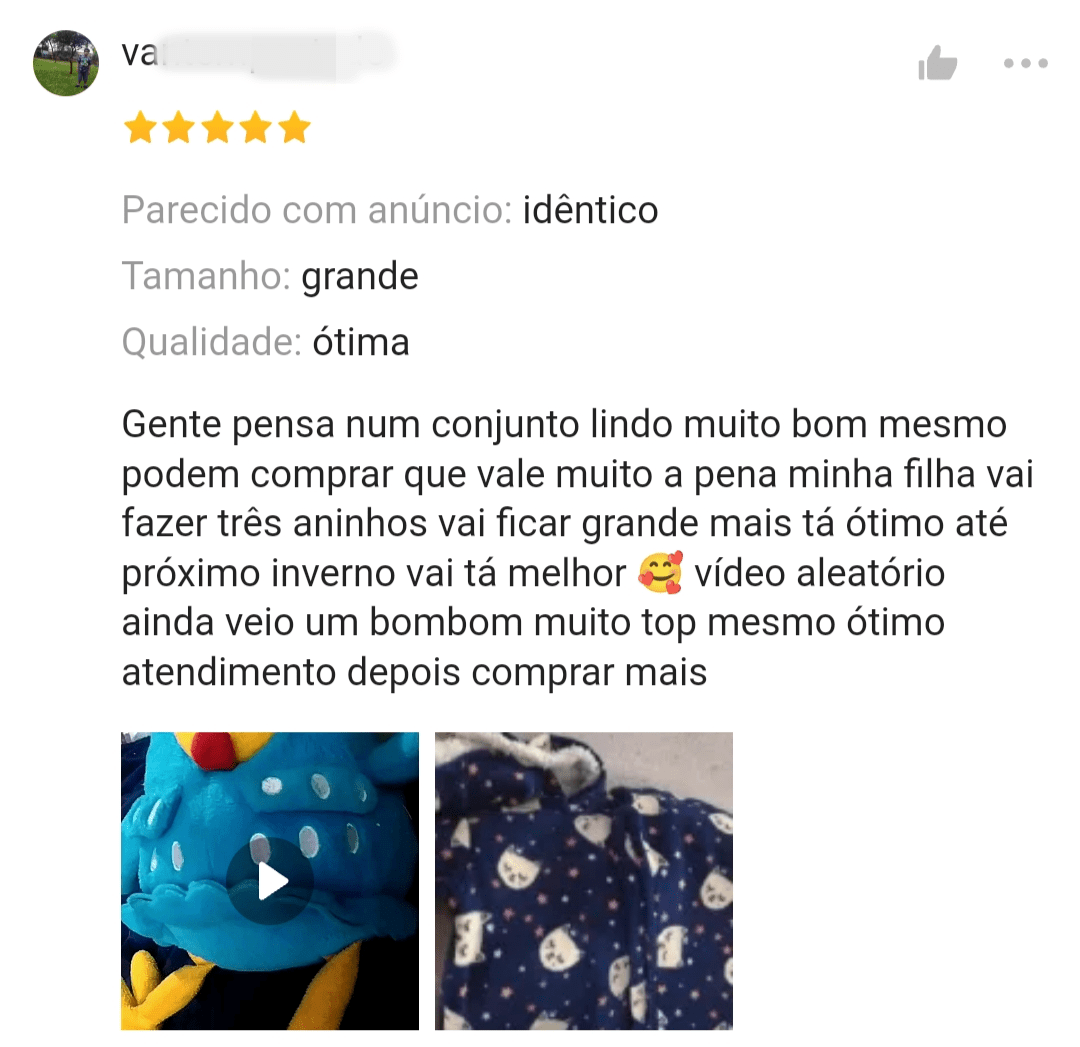 Parecido com anúncio: idêntico
Tamanho: grande
Qualidade: ótima
Gente pensa num conjunto lindo muito bom mesmo
podem comprar que vale muito a pena minha filha vai
fazer três aninhos vai ficar grande mais tá ótimo até
próximo inverno vai tá melhor 🥰 vídeo aleatório
ainda veio um bombom muito top mesmo ótimo
atendimento depois comprar mais